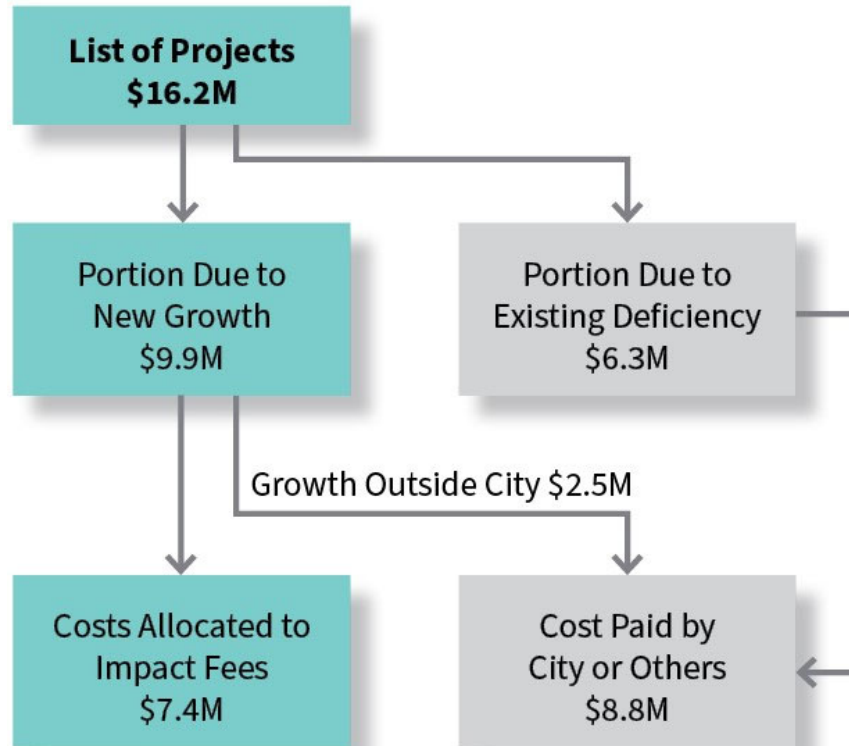 List of Projects
$16.2M
Portion Due to
New Growth
$9.9M
Portion Due to
Existing Deficiency
$6.3M
Growth Outside City $2.5M
Costs Allocated to
Impact Fees
$7.4M
Cost Paid by
City or Others
$8.8M